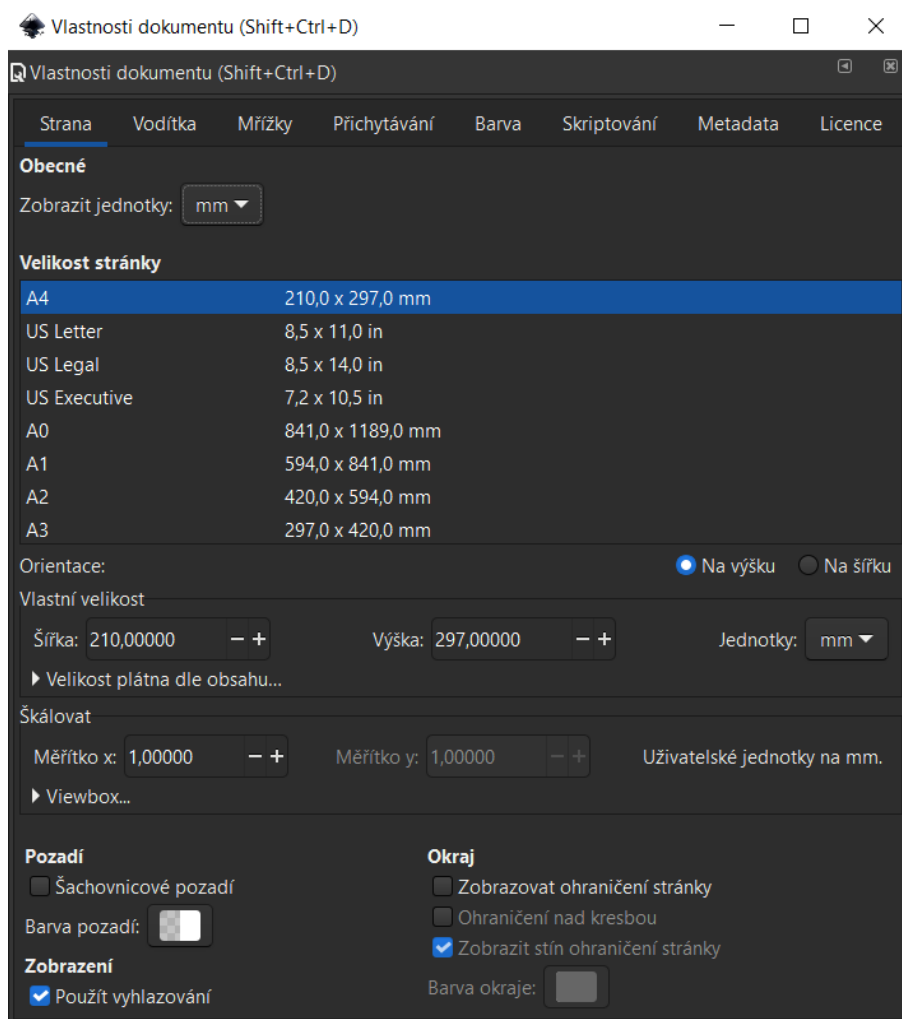 Vlastnosti dokumentu (Shift+Ctrl+D)
Vlastnosti dokumentu (Shift+Ctrl+D)
Strana Vodítka Mřížky Přichytávání Barva Skriptování Metadata Licence
Obecné
Zobrazit jednotky: mm
Velikost stránky
A4 210,0 x 297,0 mm
US Letter 8,5 x 11,0 in
US Legal 8,5 x 14,0 in
US Executive 7,2 x 10,5 in
A0 841,0 x 1189,0 mm
A1 594,0 x 841,0 mm
A2 420,0 x 594,0 mm
A3 297,0 x 420,0 mm
Orientace: Na výšku Na šířku
Vlastní velikost
Šířka: 210,00000 − + Výška: 297,00000 − + Jednotky: mm
Velikost plátna dle obsahu...
Škálovat
Měřítko x: 1,00000 − + Měřítko y: 1,00000 − + Uživatelské jednotky na mm.
Viewbox...
Pozadí
Šachovnicové pozadí
Barva pozadí:
Zobrazení
Použít vyhlazování
Okraj
Zobrazovat ohraničení stránky
Ohraničení nad kresbou
Zobrazit stín ohraničení stránky
Barva okraje: